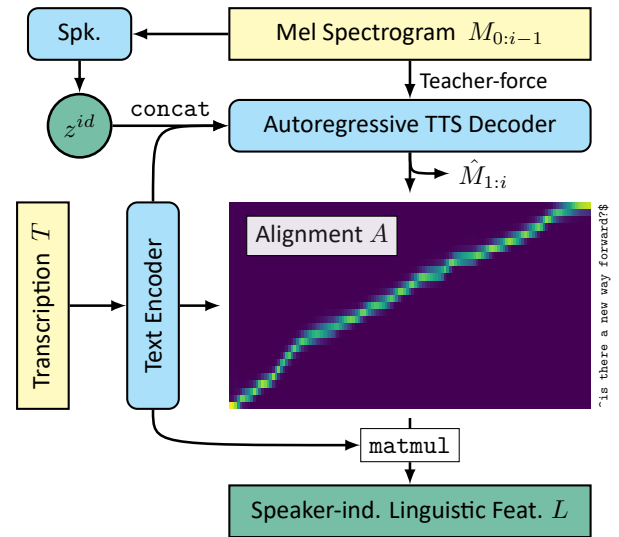 Spk.
Mel Spectrogram M_{0:i−1}
Teacher-force
z^{id}
concat
Autoregressive TTS Decoder
M̂_{1:i}
Transcription T
Text Encoder
Alignment A
^is there a new way forward?$
matmul
Speaker-ind. Linguistic Feat. L